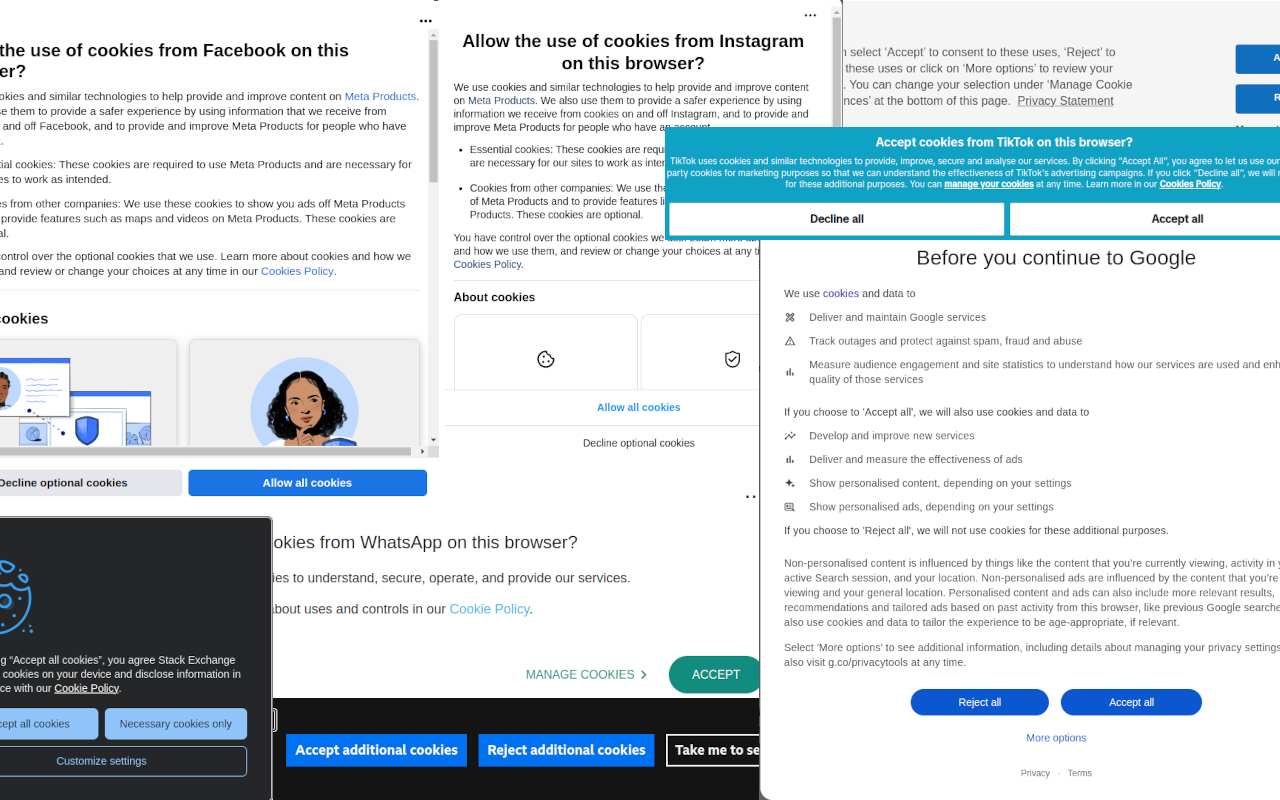 the use of cookies from Facebook on this
er?
okies and similar technologies to help provide and improve content on Meta Products.
use them to provide a safer experience by using information that we receive from
and off Facebook, and to provide and improve Meta Products for people who have
t.
tial cookies: These cookies are required to use Meta Products and are necessary for
es to work as intended.
es from other companies: We use these cookies to show you ads off Meta Products
provide features such as maps and videos on Meta Products. These cookies are
al.
control over the optional cookies that we use. Learn more about cookies and how we
and review or change your choices at any time in our Cookies Policy.
ookies
Decline optional cookies
Allow all cookies
Allow the use of cookies from Instagram
on this browser?
We use cookies and similar technologies to help provide and improve content
on Meta Products. We also use them to provide a safer experience by using
information we receive from cookies on and off Instagram, and to provide and
improve Meta Products for people who have an account.
• Essential cookies: These cookies are requi
are necessary for our sites to work as inten
• Cookies from other companies: We use the
of Meta Products and to provide features li
Products. These cookies are optional.
You have control over the optional cookies we
and how we use them, and review or change your choices at any ti
Cookies Policy.
About cookies
Allow all cookies
Decline optional cookies
select ‘Accept’ to consent to these uses, ‘Reject’ to
these uses or click on ‘More options’ to review your
. You can change your selection under ‘Manage Cookie
nces’ at the bottom of this page. Privacy Statement
A
R
Accept cookies from TikTok on this browser?
TikTok uses cookies and similar technologies to provide, improve, secure and analyse our services. By clicking “Accept All”, you agree to let us use our
party cookies for marketing purposes so that we can understand the effectiveness of TikTok’s advertising campaigns. If you click “Decline all”, we will
for these additional purposes. You can manage your cookies at any time. Learn more in our Cookies Policy.
Decline all
Accept all
Before you continue to Google
We use cookies and data to
Deliver and maintain Google services
Track outages and protect against spam, fraud and abuse
Measure audience engagement and site statistics to understand how our services are used and enh
quality of those services
If you choose to 'Accept all', we will also use cookies and data to
Develop and improve new services
Deliver and measure the effectiveness of ads
Show personalised content, depending on your settings
Show personalised ads, depending on your settings
If you choose to 'Reject all', we will not use cookies for these additional purposes.
Non-personalised content is influenced by things like the content that you’re currently viewing, activity in y
active Search session, and your location. Non-personalised ads are influenced by the content that you’re
viewing and your general location. Personalised content and ads can also include more relevant results,
recommendations and tailored ads based on past activity from this browser, like previous Google searche
also use cookies and data to tailor the experience to be age-appropriate, if relevant.
Select 'More options' to see additional information, including details about managing your privacy settings
also visit g.co/privacytools at any time.
Reject all
Accept all
More options
Privacy · Terms
ookies from WhatsApp on this browser?
ies to understand, secure, operate, and provide our services.
about uses and controls in our Cookie Policy.
MANAGE COOKIES
ACCEPT
g “Accept all cookies”, you agree Stack Exchange
cookies on your device and disclose information in
ce with our Cookie Policy.
cept all cookies
Necessary cookies only
Customize settings
Accept additional cookies
Reject additional cookies
Take me to se